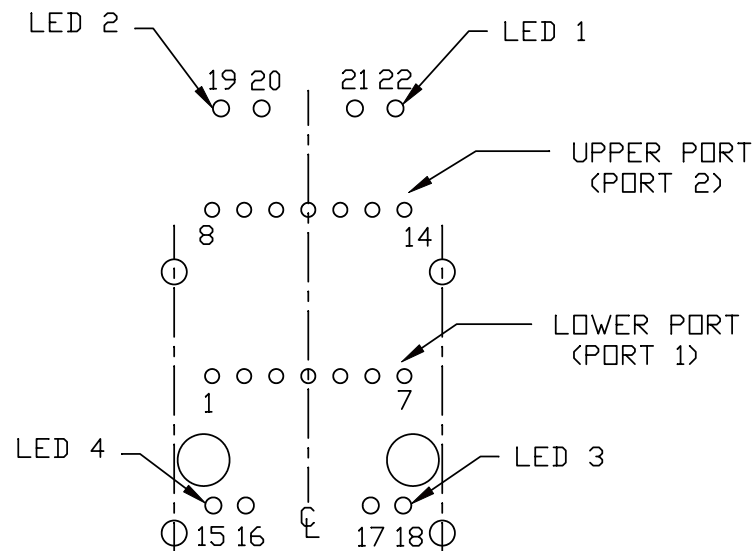 LED 2
LED 1
19 20 21 22
UPPER PORT
(PORT 2)
8 14
LOWER PORT
(PORT 1)
1 7
LED 4
LED 3
15 16 17 18
CL